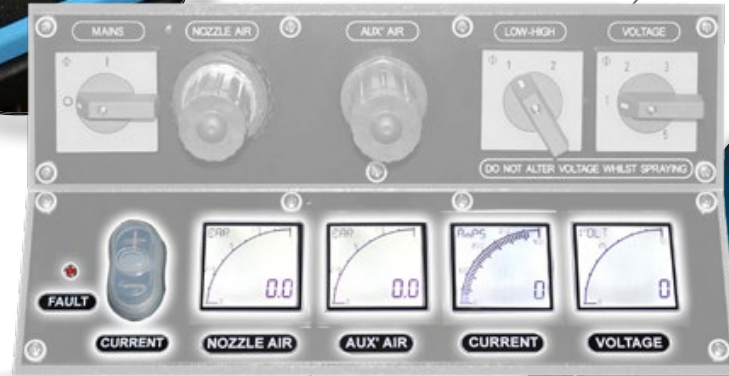 MAINS NOZZLE AIR AUX' AIR LOW-HIGH VOLTAGE
1 2 2 3
1
5
DO NOT ALTER VOLTAGE WHILST SPRAYING
BAR BAR AMPS VOLT
0.0 0.0 0 0
FAULT
CURRENT NOZZLE AIR AUX' AIR CURRENT VOLTAGE